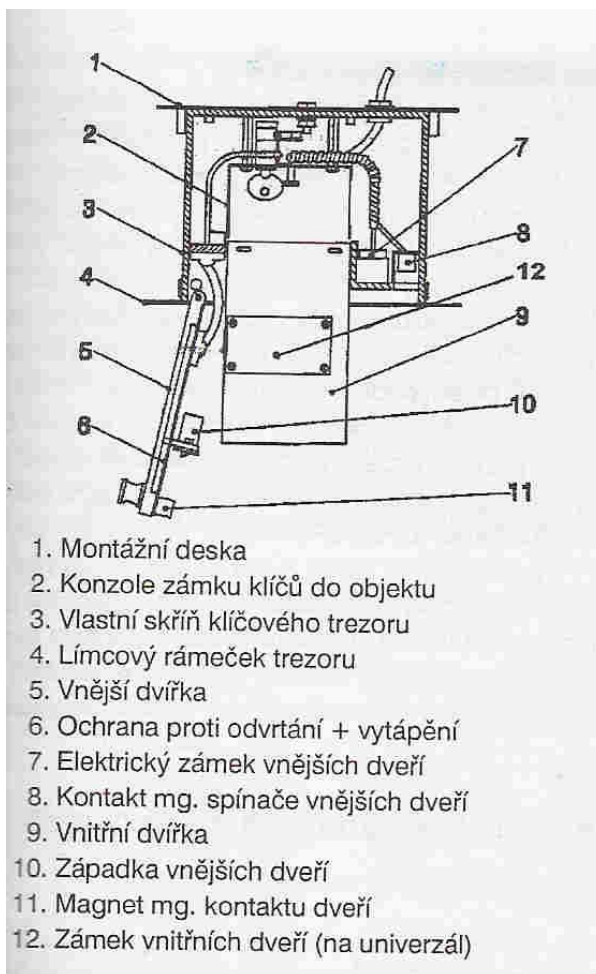 1
2
3
4
5
6
7
8
12
9
10
11
1. Montážní deska
2. Konzole zámku klíčů do objektu
3. Vlastní skříň klíčového trezoru
4. Límcový rámeček trezoru
5. Vnější dvířka
6. Ochrana proti odvrtání + vytápění
7. Elektrický zámek vnějších dveří
8. Kontakt mg. spínače vnějších dveří
9. Vnitřní dvířka
10. Západka vnějších dveří
11. Magnet mg. kontaktu dveří
12. Zámek vnitřních dveří (na univerzál)